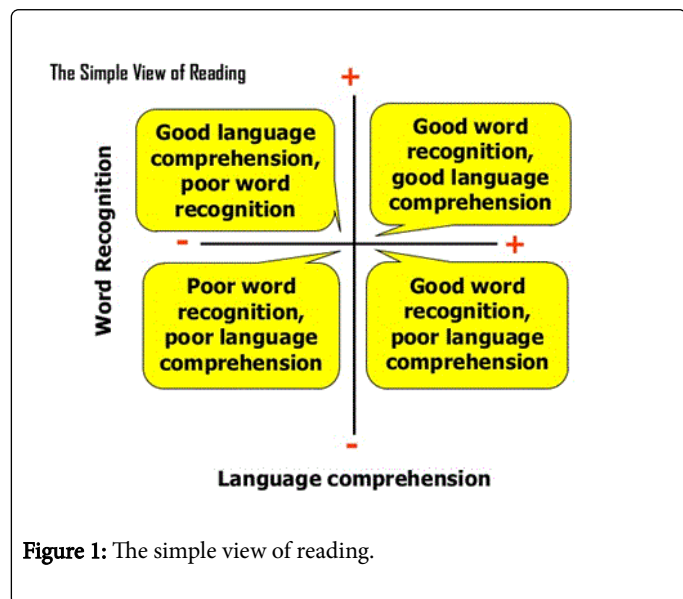 The Simple View of Reading
+
Good language
comprehension,
poor word
recognition
Good word
recognition,
good language
comprehension
Word Recognition
-
+
Poor word
recognition,
poor language
comprehension
Good word
recognition,
poor language
comprehension
-
Language comprehension
Figure 1: The simple view of reading.